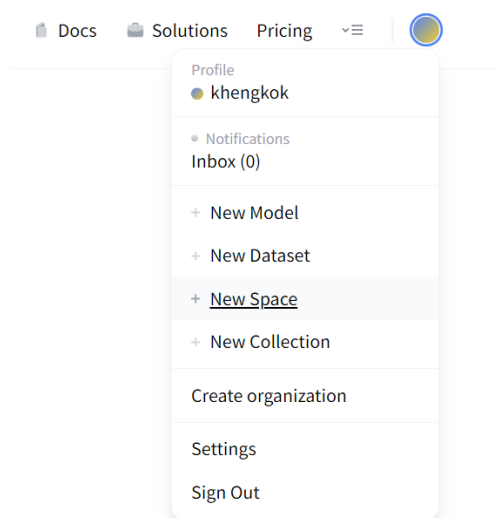 Docs Solutions Pricing
Profile
khengkok
Notifications
Inbox (0)
+ New Model
+ New Dataset
+ New Space
+ New Collection
Create organization
Settings
Sign Out